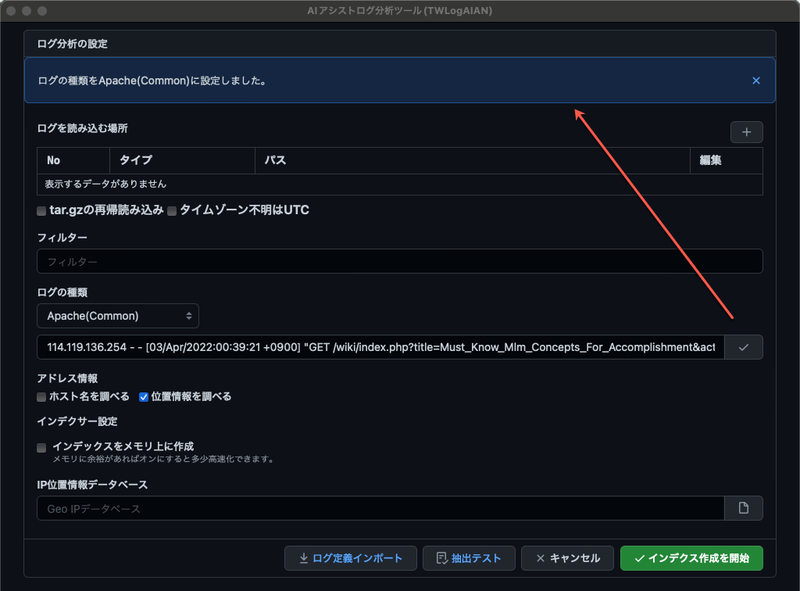 AIアシストログ分析ツール(TWLogAIAN)
ログ分析の設定
ログの種類をApache(Common)に設定しました。
ログを読み込む場所
No タイプ パス 編集
表示するデータがありません
tar.gzの再帰読み込み タイムゾーン不明はUTC
フィルター
フィルター
ログの種類
Apache(Common)
114.119.136.254 - - [03/Apr/2022:00:39:21 +0900] "GET /wiki/index.php?title=Must_Know_Mlm_Concepts_For_Accomplishment&act
アドレス情報
ホスト名を調べる 位置情報を調べる
インデクサー設定
インデックスをメモリ上に作成
メモリに余裕があればオンにすると多少高速化できます。
IP位置情報データベース
Geo IPデータベース
ログ定義インポート 抽出テスト キャンセル インデクス作成を開始